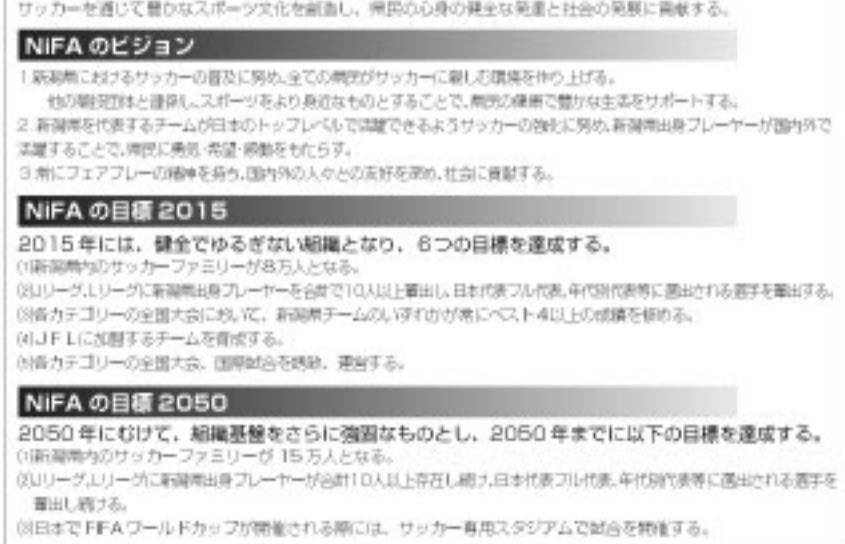 サッカーを通じて豊かなスポーツ文化を創造し、県民の心身の健全な発達と社会の発展に貢献する。
NiFA のビジョン
1.新潟県におけるサッカーの普及に努め、全ての県民がサッカーに親しむ環境を作り上げる。
他の競技団体と連携し、スポーツをより身近なものとすることで、県民の健康で豊かな生活をサポートする。
2.新潟県を代表するチームが日本のトップレベルで活躍できるようサッカーの強化に努め、新潟県出身プレーヤーが国内外で
活躍することで、県民に勇気・希望・感動をもたらす。
3.常にフェアプレーの精神を持ち、国内外の人々との友好を深め、社会に貢献する。
NiFA の目標 2015
2015年には、健全でゆるぎない組織となり、6つの目標を達成する。
(1)新潟県内のサッカーファミリーが8万人となる。
(2)Jリーグ、Lリーグに新潟県出身プレーヤーを合計で10人以上輩出し、日本代表フル代表、年代別代表等に選出される選手を輩出する。
(3)各カテゴリーの全国大会において、新潟県チームのいずれかが常にベスト4以上の成績を修める。
(4)JFLに加盟するチームを育成する。
(5)各カテゴリーの全国大会、国際試合を誘致、運営する。
NiFA の目標 2050
2050年にむけて、組織基盤をさらに強固なものとし、2050年までに以下の目標を達成する。
(1)新潟県内のサッカーファミリーが 15万人となる。
(2)Jリーグ、Lリーグに新潟県出身プレーヤーが合計10人以上存在し続け、日本代表フル代表、年代別代表等に選出される選手を
輩出し続ける。
(3)日本で FIFA ワールドカップが開催される際には、サッカー専用スタジアムで試合を開催する。